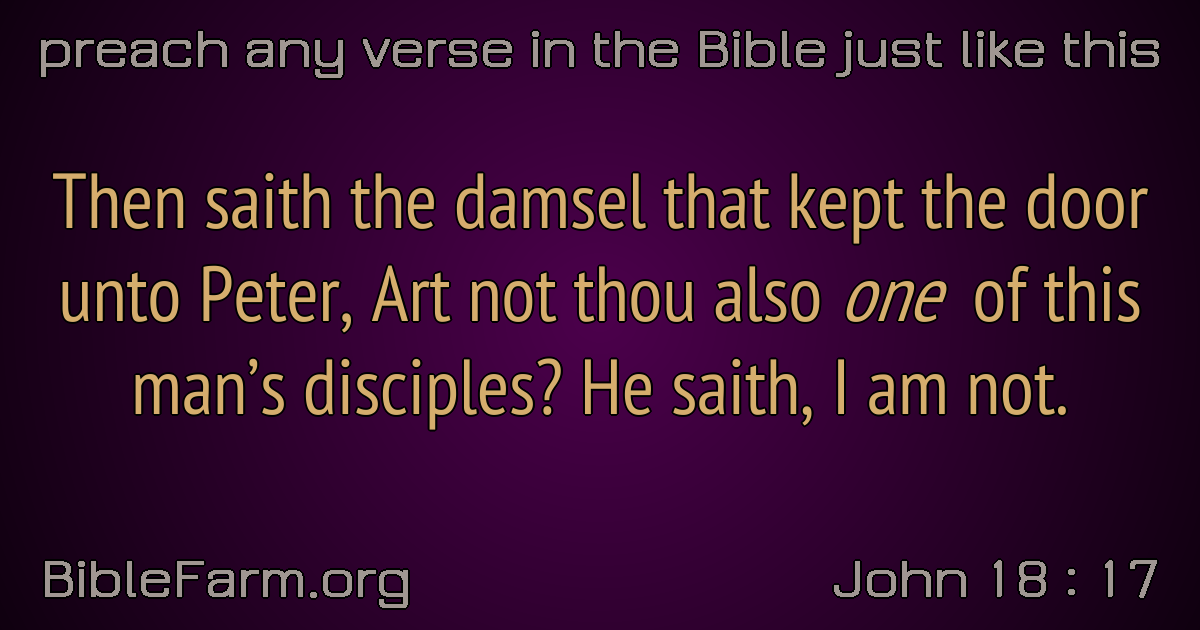 preach any verse in the Bible just like this
Then saith the damsel that kept the door
unto Peter, Art not thou also one of this
man’s disciples? He saith, I am not.
BibleFarm.org
John 18 : 17